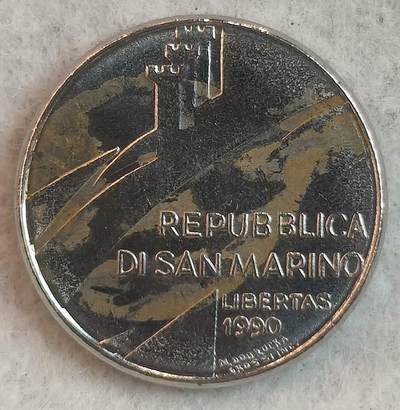 REPUBBLICA
DI SAN MARINO
LIBERTAS
1990